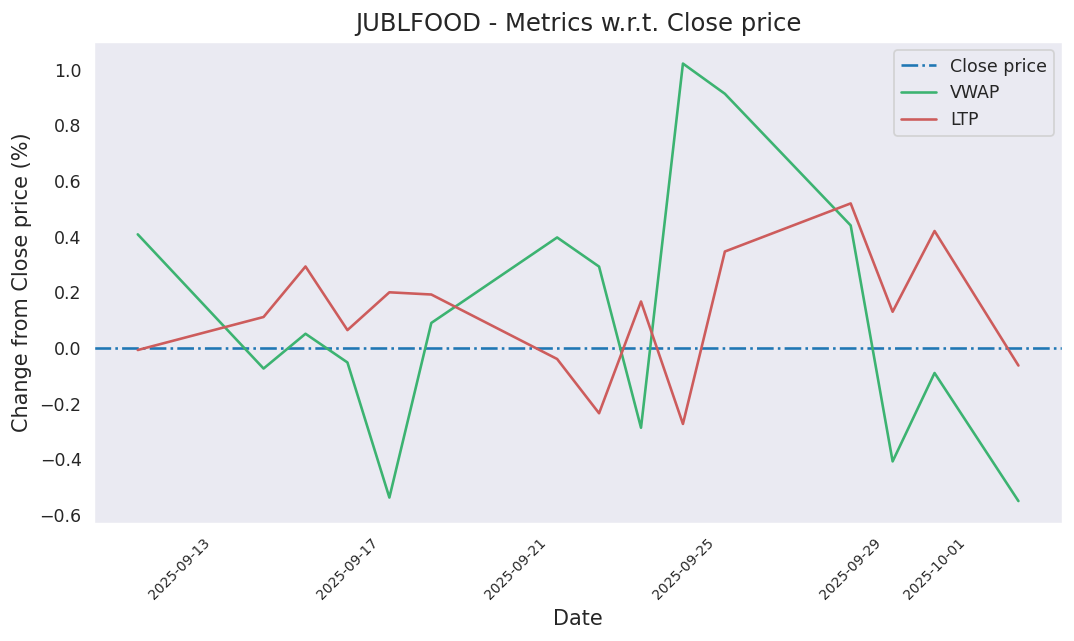 JUBLFOOD - Metrics w.r.t. Close price
Change from Close price (%)
1.0
0.8
0.6
0.4
0.2
0.0
−0.2
−0.4
−0.6
Close price
VWAP
LTP
2025-09-13
2025-09-17
2025-09-21
2025-09-25
2025-09-29
2025-10-01
Date